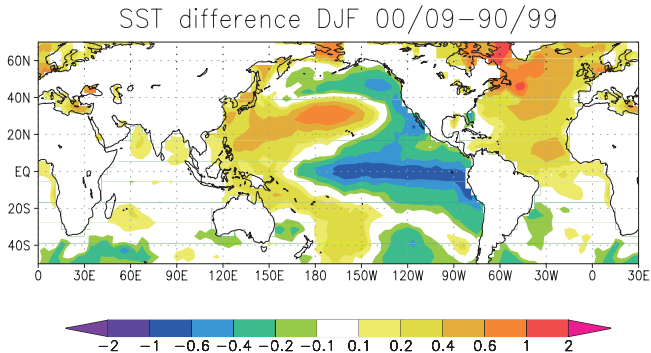 SST difference DJF 00/09−90/99
60N
40N
20N
EQ
20S
40S
0 30E 60E 90E 120E 150E 180 150W 120W 90W 60W 30W 0 30E
−2 −1 −0.6 −0.4 −0.2 −0.1 0.1 0.2 0.4 0.6 1 2